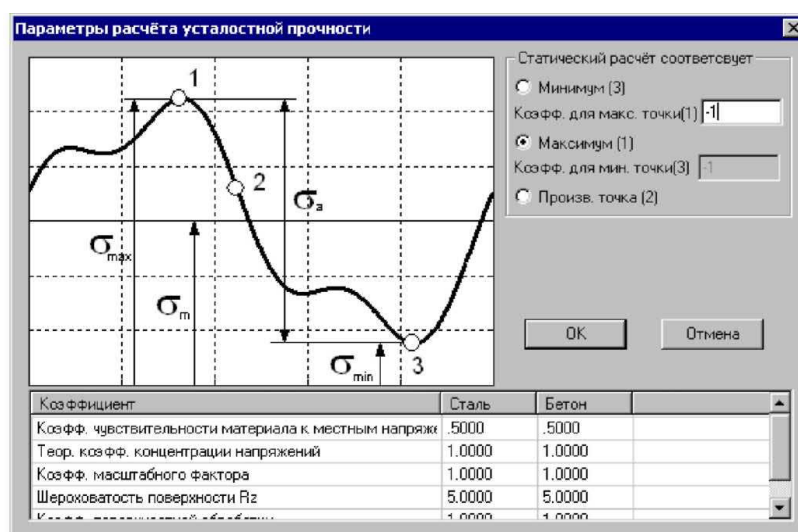 Параметры расчёта усталостной прочности
1
2
3
σmax
σm
σa
σmin
Статический расчёт соответсвует
Минимум (3)
Коэфф. для макс. точки(1) -1
Максимум (1)
Коэфф. для мин. точки(3) -1
Произв. точка (2)
OK Отмена
Коэффициент Сталь Бетон
Коэфф. чувствительности материала к местным напряже .5000 .5000
Теор. коэфф. концентрации напряжений 1.0000 1.0000
Коэфф. масштабного фактора 1.0000 1.0000
Шероховатость поверхности Rz 5.0000 5.0000
Коэфф. поверхностной обработки 1.0000 1.0000